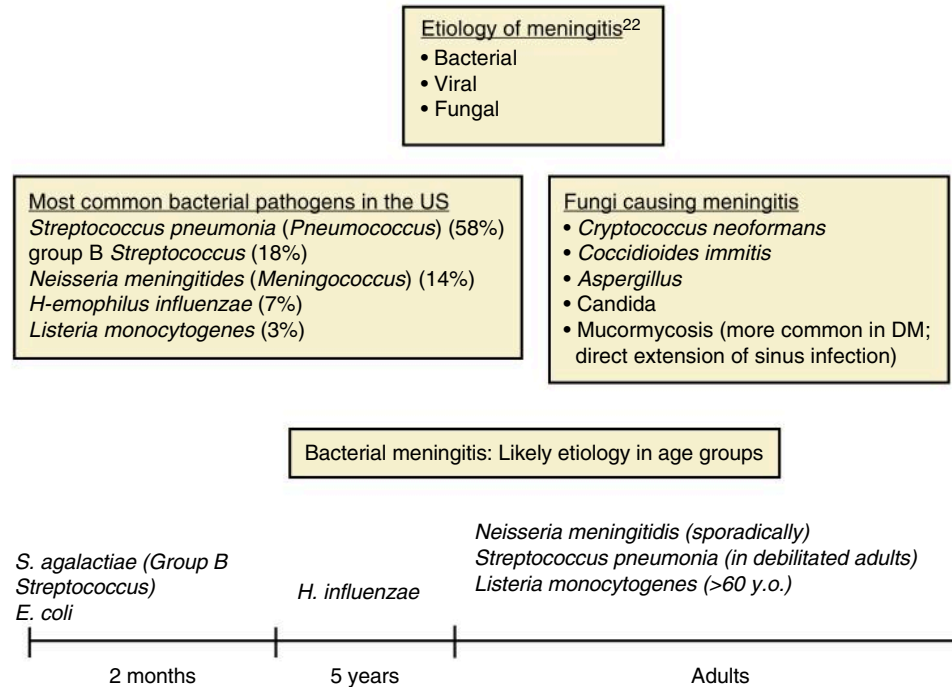 Etiology of meningitis22
• Bacterial
• Viral
• Fungal
Most common bacterial pathogens in the US
Streptococcus pneumonia (Pneumococcus) (58%)
group B Streptococcus (18%)
Neisseria meningitides (Meningococcus) (14%)
H-emophilus influenzae (7%)
Listeria monocytogenes (3%)
Fungi causing meningitis
• Cryptococcus neoformans
• Coccidioides immitis
• Aspergillus
• Candida
• Mucormycosis (more common in DM;
direct extension of sinus infection)
Bacterial meningitis: Likely etiology in age groups
S. agalactiae (Group B
Streptococcus)
E. coli
H. influenzae
Neisseria meningitidis (sporadically)
Streptococcus pneumonia (in debilitated adults)
Listeria monocytogenes (>60 y.o.)
2 months
5 years
Adults